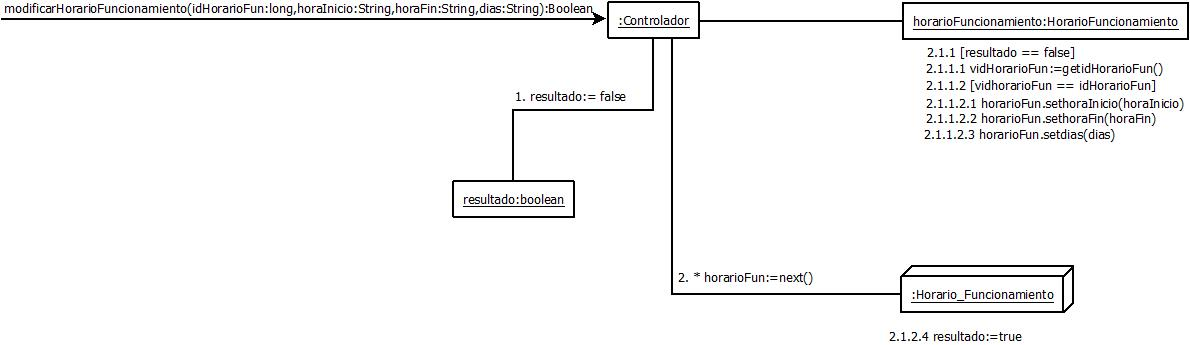 modificarHorarioFuncionamiento(idHorarioFun:long,horaInicio:String,horaFin:String,dias:String):Boolean
:Controlador
horarioFuncionamiento:HorarioFuncionamiento
2.1.1 [resultado == false]
2.1.1.1 vidHorarioFun:=getidHorarioFun()
2.1.1.2 [vidhorarioFun == idHorarioFun]
2.1.1.2.1 horarioFun.sethoraInicio(horaInicio)
2.1.1.2.2 horarioFun.sethoraFin(horaFin)
2.1.1.2.3 horarioFun.setdias(dias)
1. resultado:= false
resultado:boolean
2. * horarioFun:=next()
:Horario_Funcionamiento
2.1.2.4 resultado:=true